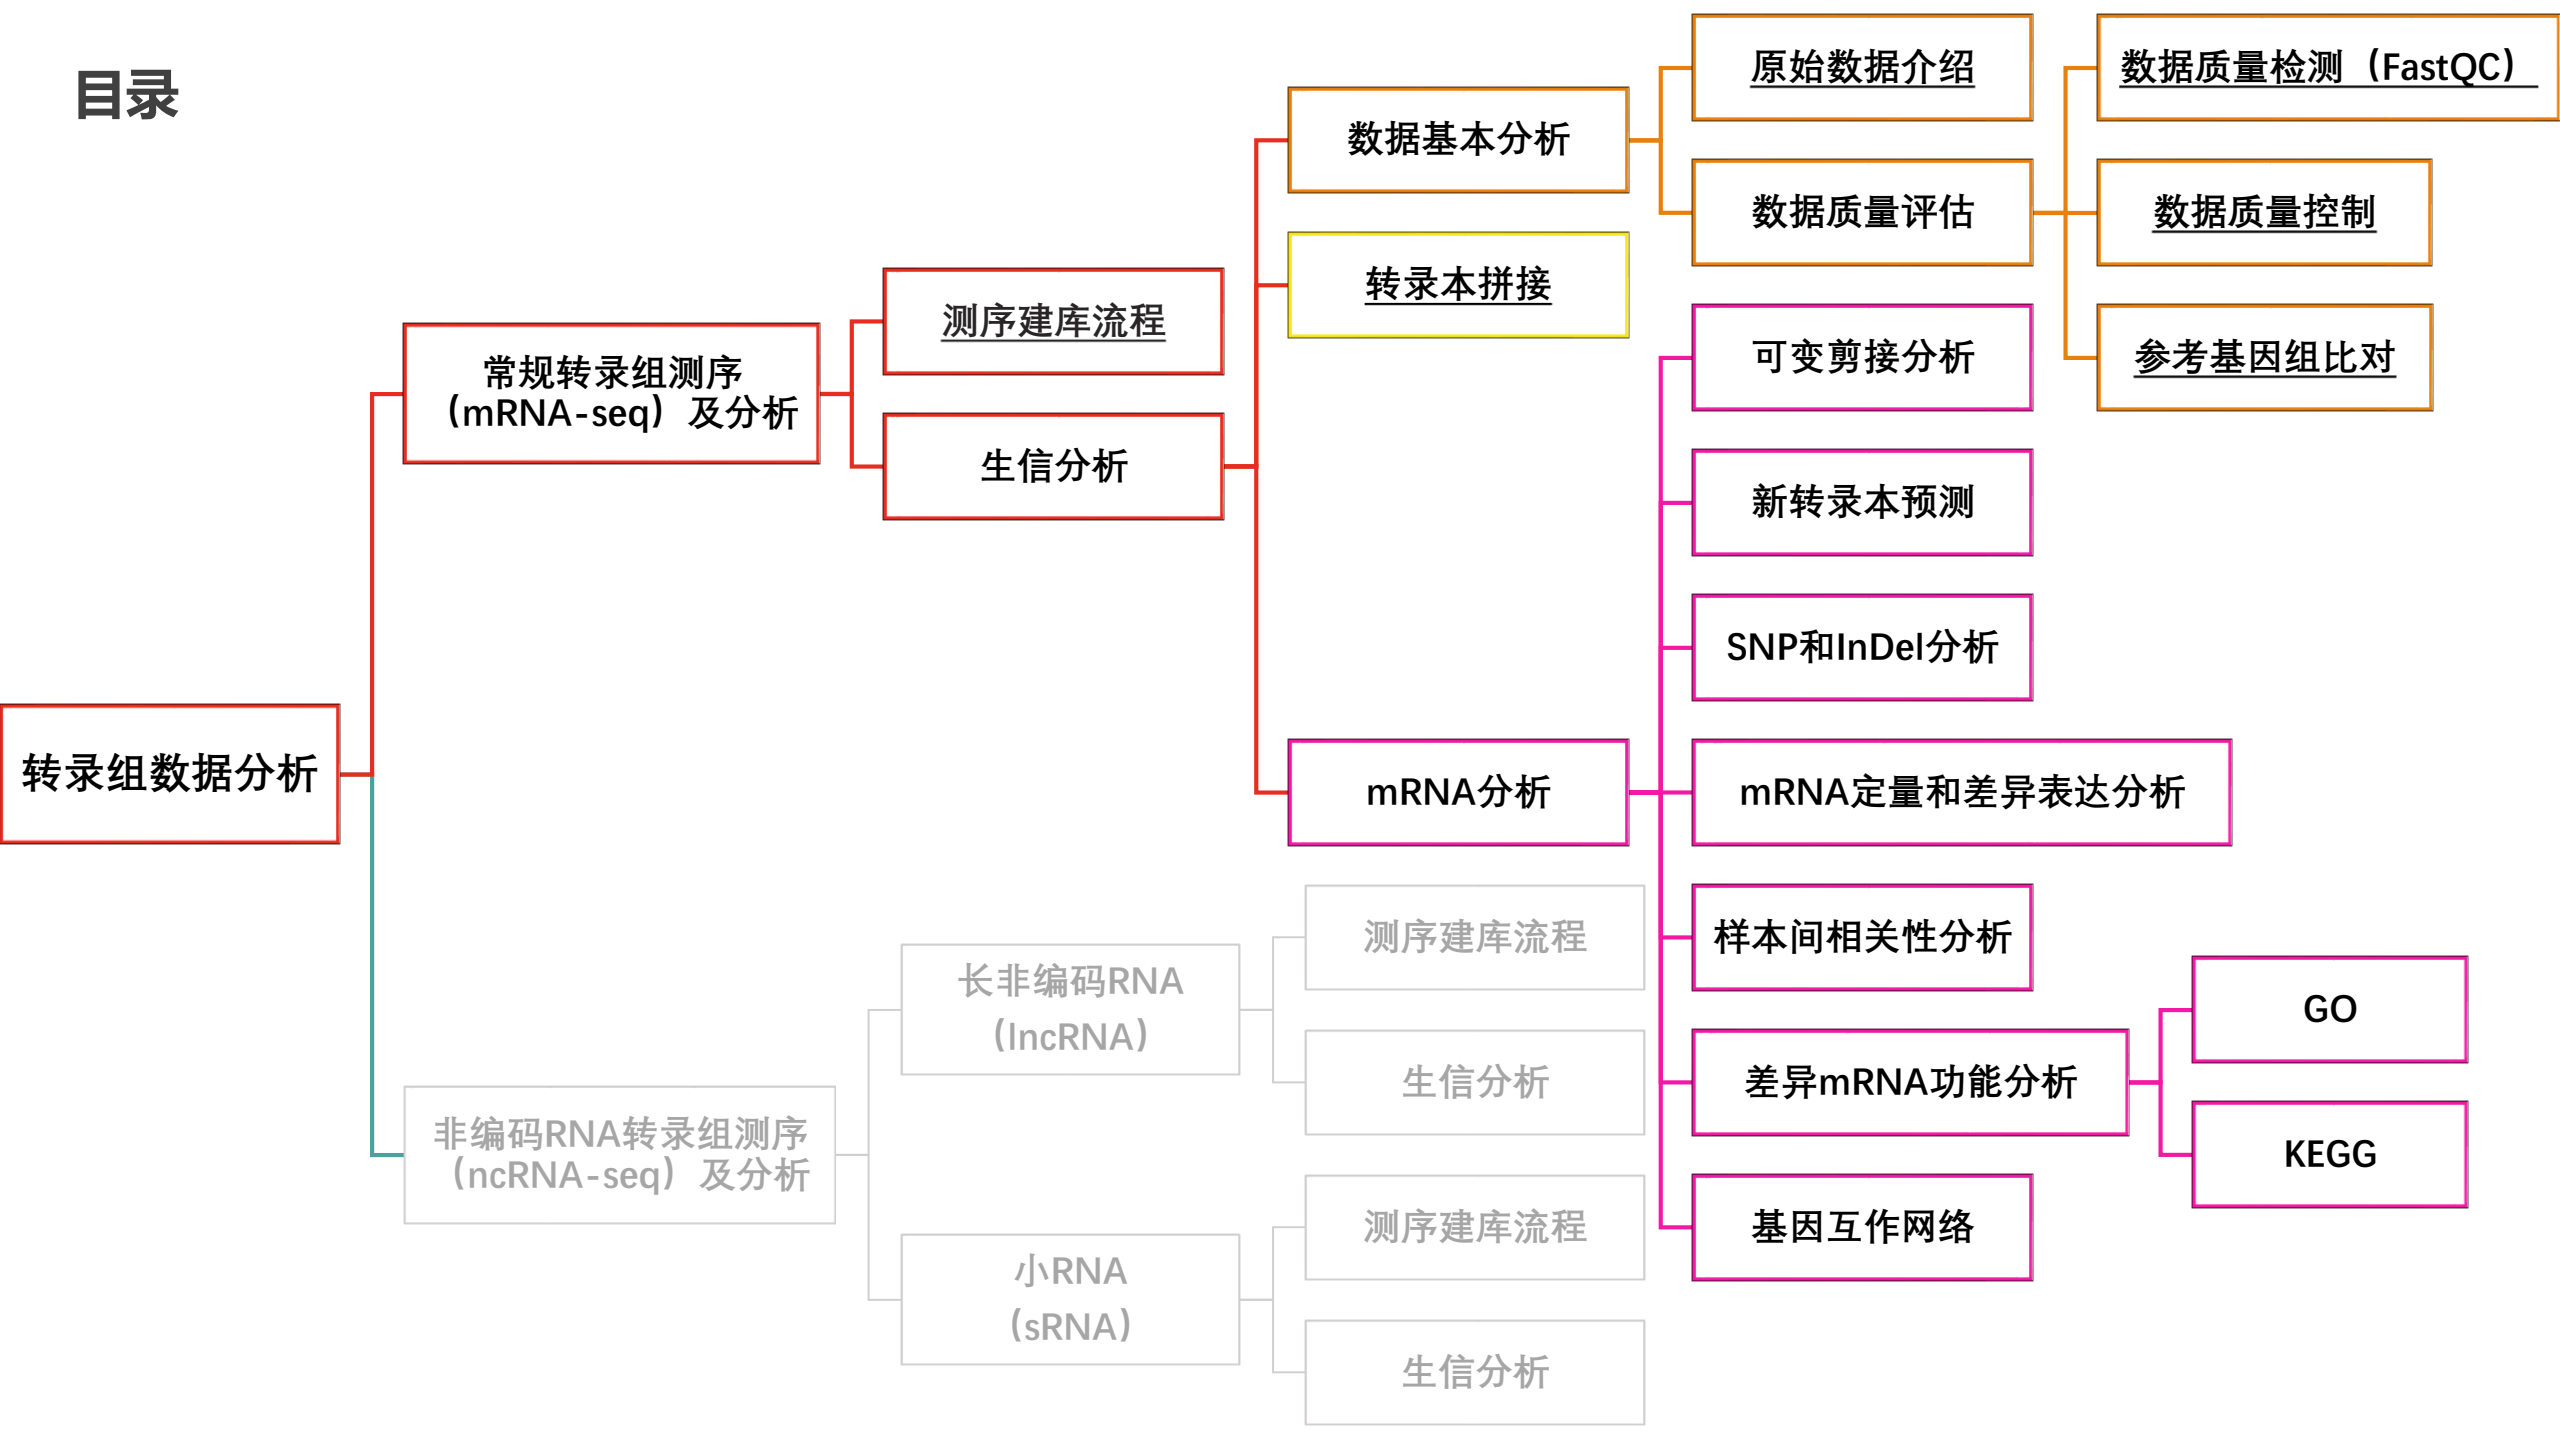 目录
转录组数据分析
常规转录组测序
（mRNA-seq）及分析
测序建库流程
生信分析
数据基本分析
原始数据介绍
数据质量评估
数据质量检测（FastQC）
数据质量控制
参考基因组比对
转录本拼接
mRNA分析
可变剪接分析
新转录本预测
SNP和InDel分析
mRNA定量和差异表达分析
样本间相关性分析
差异mRNA功能分析
GO
KEGG
基因互作网络
非编码RNA转录组测序
（ncRNA-seq）及分析
长非编码RNA
（lncRNA）
测序建库流程
生信分析
小RNA
（sRNA）
测序建库流程
生信分析